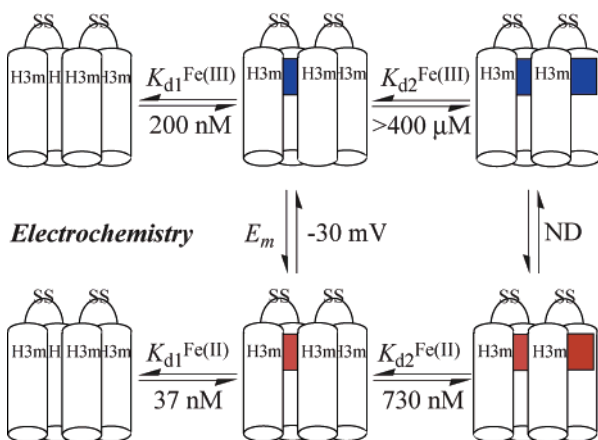 SS SS SS SS SS SS
H3m H H3m H3m H3m H3m H3m H3m H3m
K_d1^Fe(III) K_d2^Fe(III)
200 nM >400 μM
Electrochemistry E_m -30 mV ND
SS SS SS SS SS SS
H3m H H3m H3m H3m H3m H3m H3m H3m
K_d1^Fe(II) K_d2^Fe(II)
37 nM 730 nM